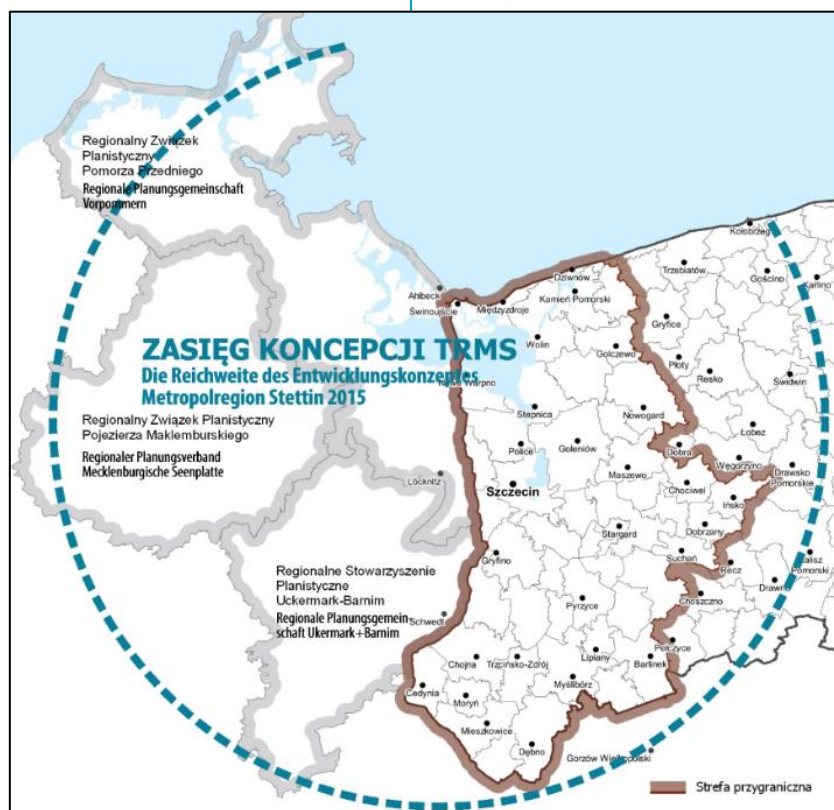 Regionalny Związek
Planistyczny
Pomorza Przedniego
Regionale Planungsgemeinschaft
Vorpommern
Kołobrzeg
Dziwnów
Trzebiatów
Gościno
Karlino
Ahlbeck
Świnoujście
Międzyzdroje
Kamień Pomorski
Gryfice
ZASIĘG KONCEPCJI TRMS
Die Reichweite des Entwicklungskonzeptes
Metropolregion Stettin 2015
Wolin
Golczewo
Płoty
Resko
Świdwin
Warpno
Stepnica
Nowogard
Regionalny Związek Planistyczny
Pojezierza Maklemburskiego
Łobez
Police
Goleniów
Dobra
Regionaler Planungsverband
Mecklenburgische Seenplatte
Węgorzyno
Maszewo
Drawsko
Pomorskie
Löcknitz
Szczecin
Chociwel
Ińsko
Dobrzany
Stargard
Gryfino
Suchań
Recz
Kalisz
Pomorski
Regionalne Stowarzyszenie
Planistyczne
Uckermark-Barnim
Regionale Planungsgemein-
schaft Ukermark+Barnim
Drawno
Choszczno
Pyrzyce
Schwedt
Pełczyce
Chojna
Trzcińsko-Zdrój
Lipiany
Barlinek
Myślibórz
Cedynia
Moryń
Mieszkowice
Dębno
Gorzów Wielkopolski
Strefa przygraniczna